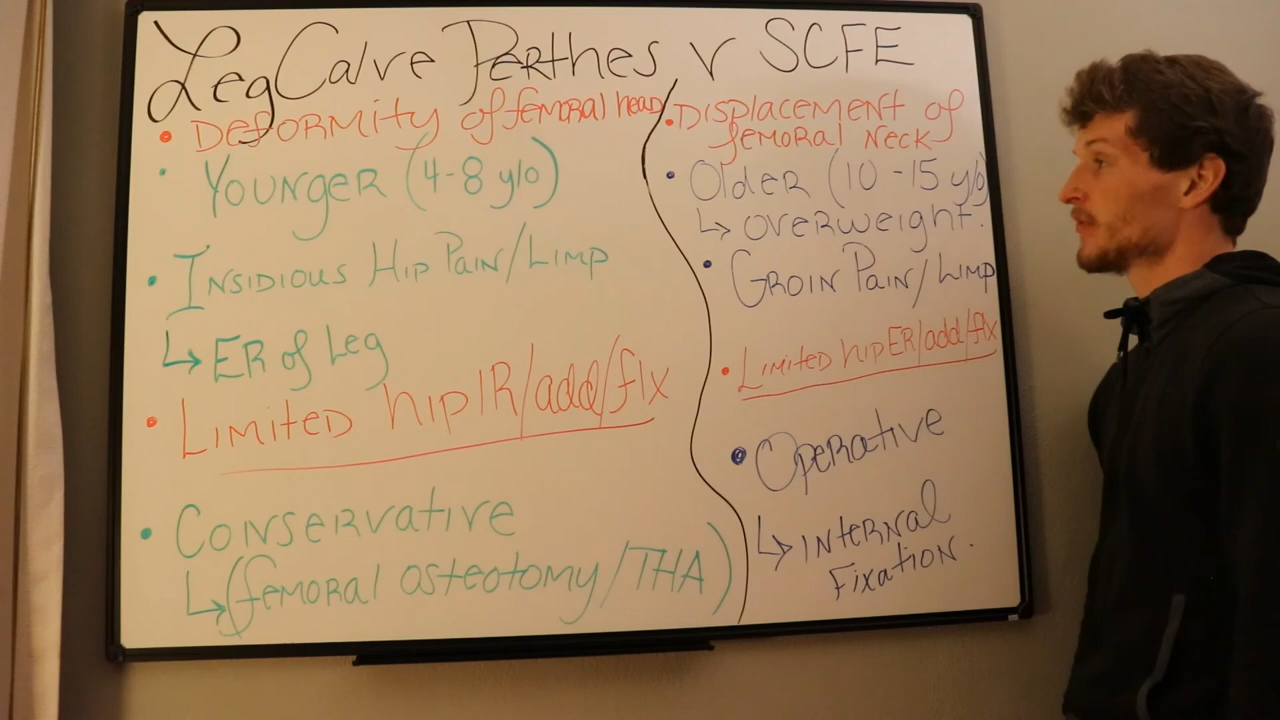 Leg Calve Perthes v SCFE
• Deformity of femoral head
• Younger (4-8 y/o)
• Insidious Hip Pain/Limp
↳ ER of Leg
• Limited hip IR/add/flx
• Conservative
↳ (femoral osteotomy/THA)
• Displacement of
femoral neck
• Older (10-15 y/o)
↳ overweight.
• Groin Pain/Limp
• Limited hip ER/add/flx
• Operative
↳ Internal
Fixation.